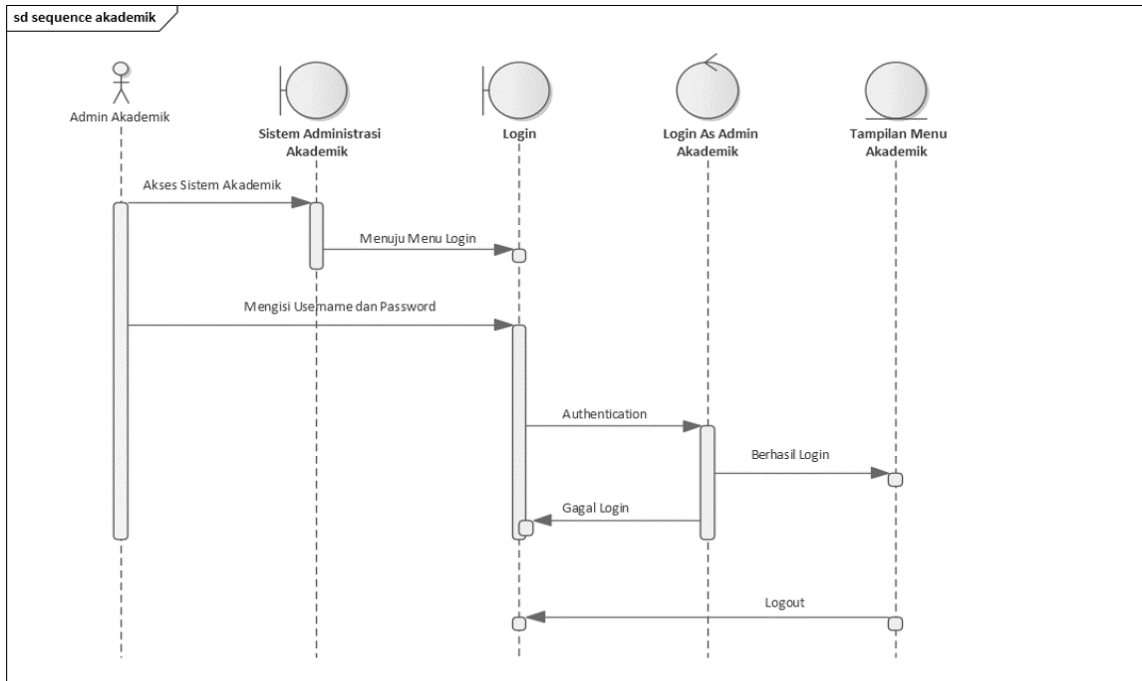 sd sequence akademik
Admin Akademik
Sistem Administrasi
Akademik
Login
Login As Admin
Akademik
Tampilan Menu
Akademik
Akses Sistem Akademik
Menuju Menu Login
Mengisi Username dan Password
Authentication
Berhasil Login
Gagal Login
Logout